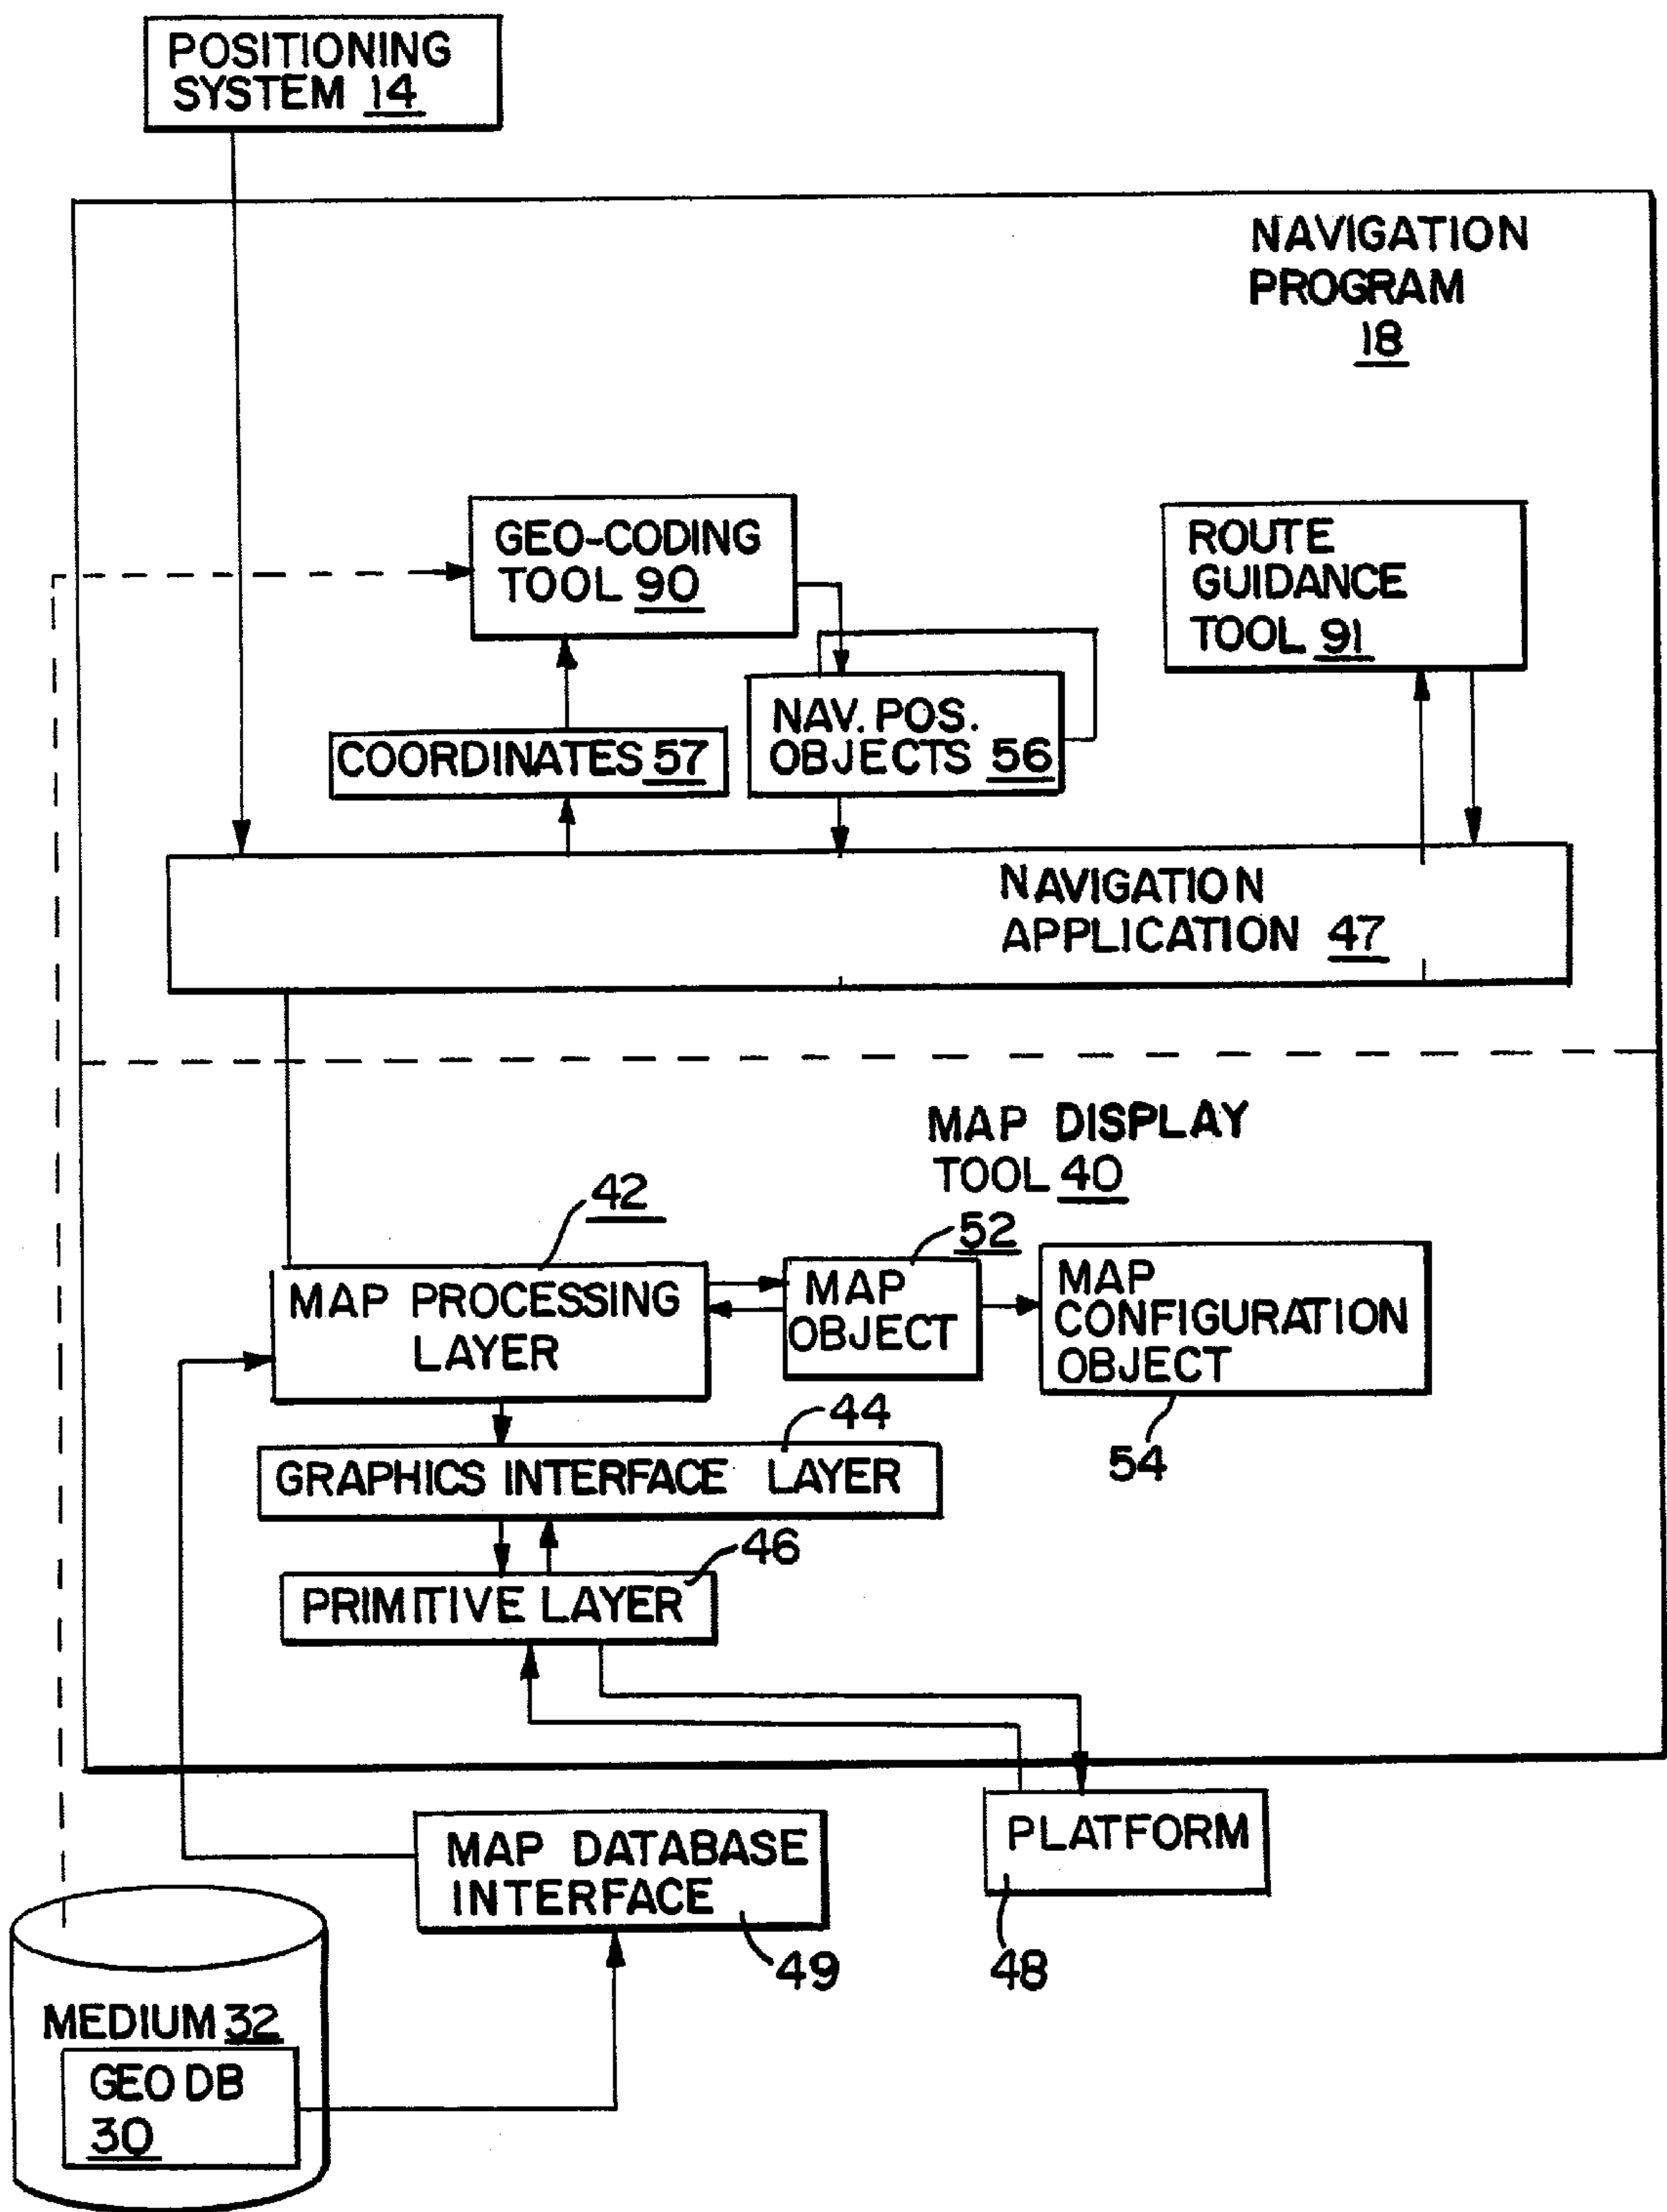 POSITIONING
SYSTEM 14
NAVIGATION
PROGRAM
18
GEO-CODING
TOOL 90
ROUTE
GUIDANCE
TOOL 91
NAV. POS.
OBJECTS 56
COORDINATES 57
NAVIGATION
APPLICATION 47
MAP DISPLAY
TOOL 40
42
52
MAP PROCESSING
LAYER
MAP
OBJECT
MAP
CONFIGURATION
OBJECT
54
44
GRAPHICS INTERFACE LAYER
46
PRIMITIVE LAYER
MAP DATABASE
INTERFACE
49
PLATFORM
48
MEDIUM 32
GEO DB
30